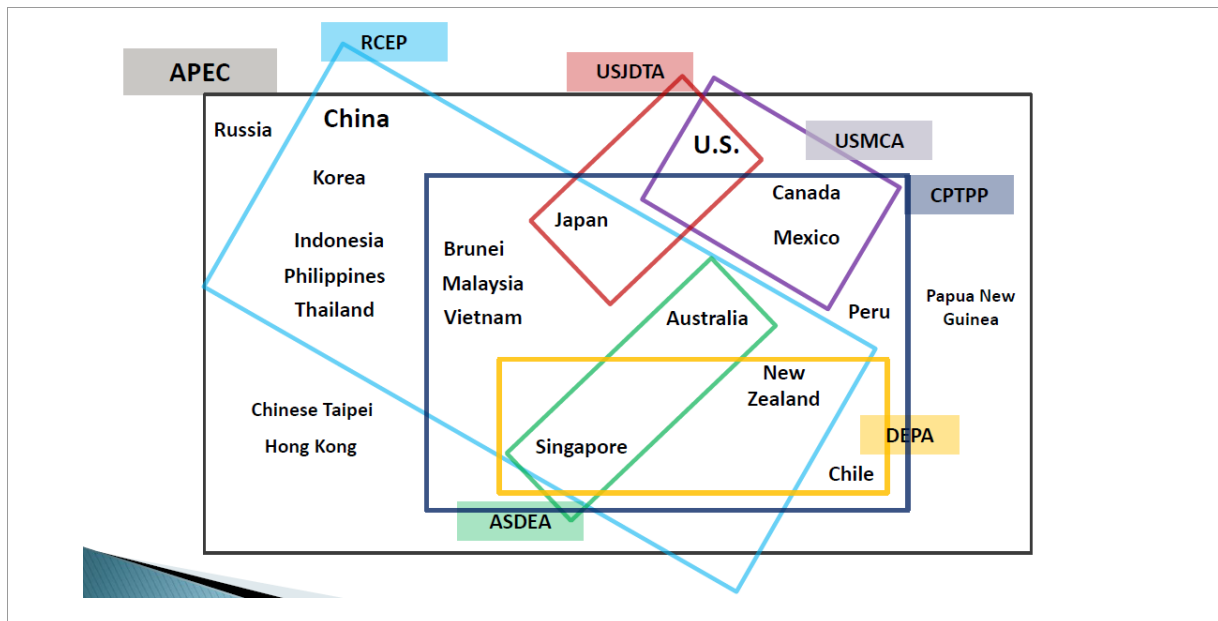 RCEP
APEC
USJDTA
Russia
China
U.S.
USMCA
Korea
Canada
CPTPP
Japan
Mexico
Indonesia
Brunei
Philippines
Malaysia
Thailand
Vietnam
Australia
Peru
Papua New
Guinea
New
Zealand
Chinese Taipei
Hong Kong
Singapore
DEPA
Chile
ASDEA